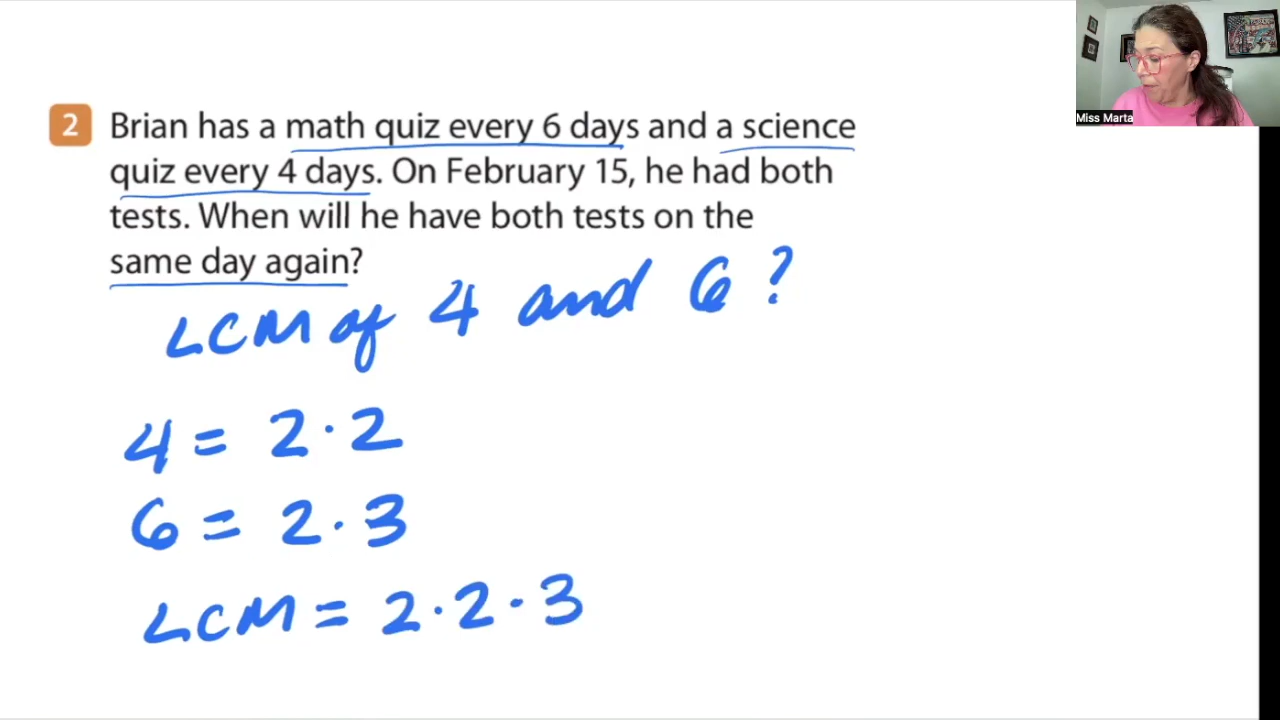 Miss Marta
2 Brian has a math quiz every 6 days and a science
quiz every 4 days. On February 15, he had both
tests. When will he have both tests on the
same day again?
LCM of 4 and 6?
4 = 2·2
6 = 2·3
LCM = 2·2·3